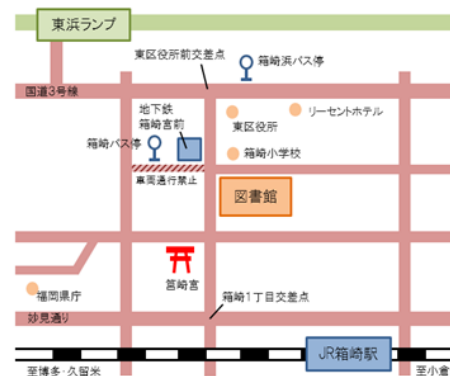 東浜ランプ
東区役所前交差点
箱崎浜バス停
国道3号線
地下鉄
箱崎宮前
箱崎バス停
リーセントホテル
東区役所
箱崎小学校
車両通行禁止
図書館
筥崎宮
福岡県庁
箱崎1丁目交差点
妙見通り
JR箱崎駅
至博多・久留米
至小倉